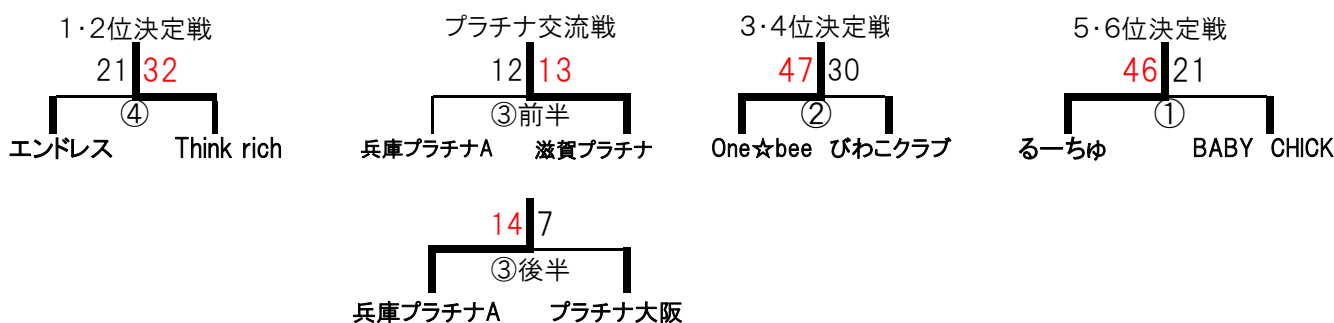 1・2位決定戦
21 32
④
エンドレス Think rich
プラチナ交流戦
12 13
③前半
兵庫プラチナA 滋賀プラチナ
14 7
③後半
兵庫プラチナA プラチナ大阪
3・4位決定戦
47 30
②
One☆bee びわこクラブ
5・6位決定戦
46 21
①
るーちゅ BABY CHICK